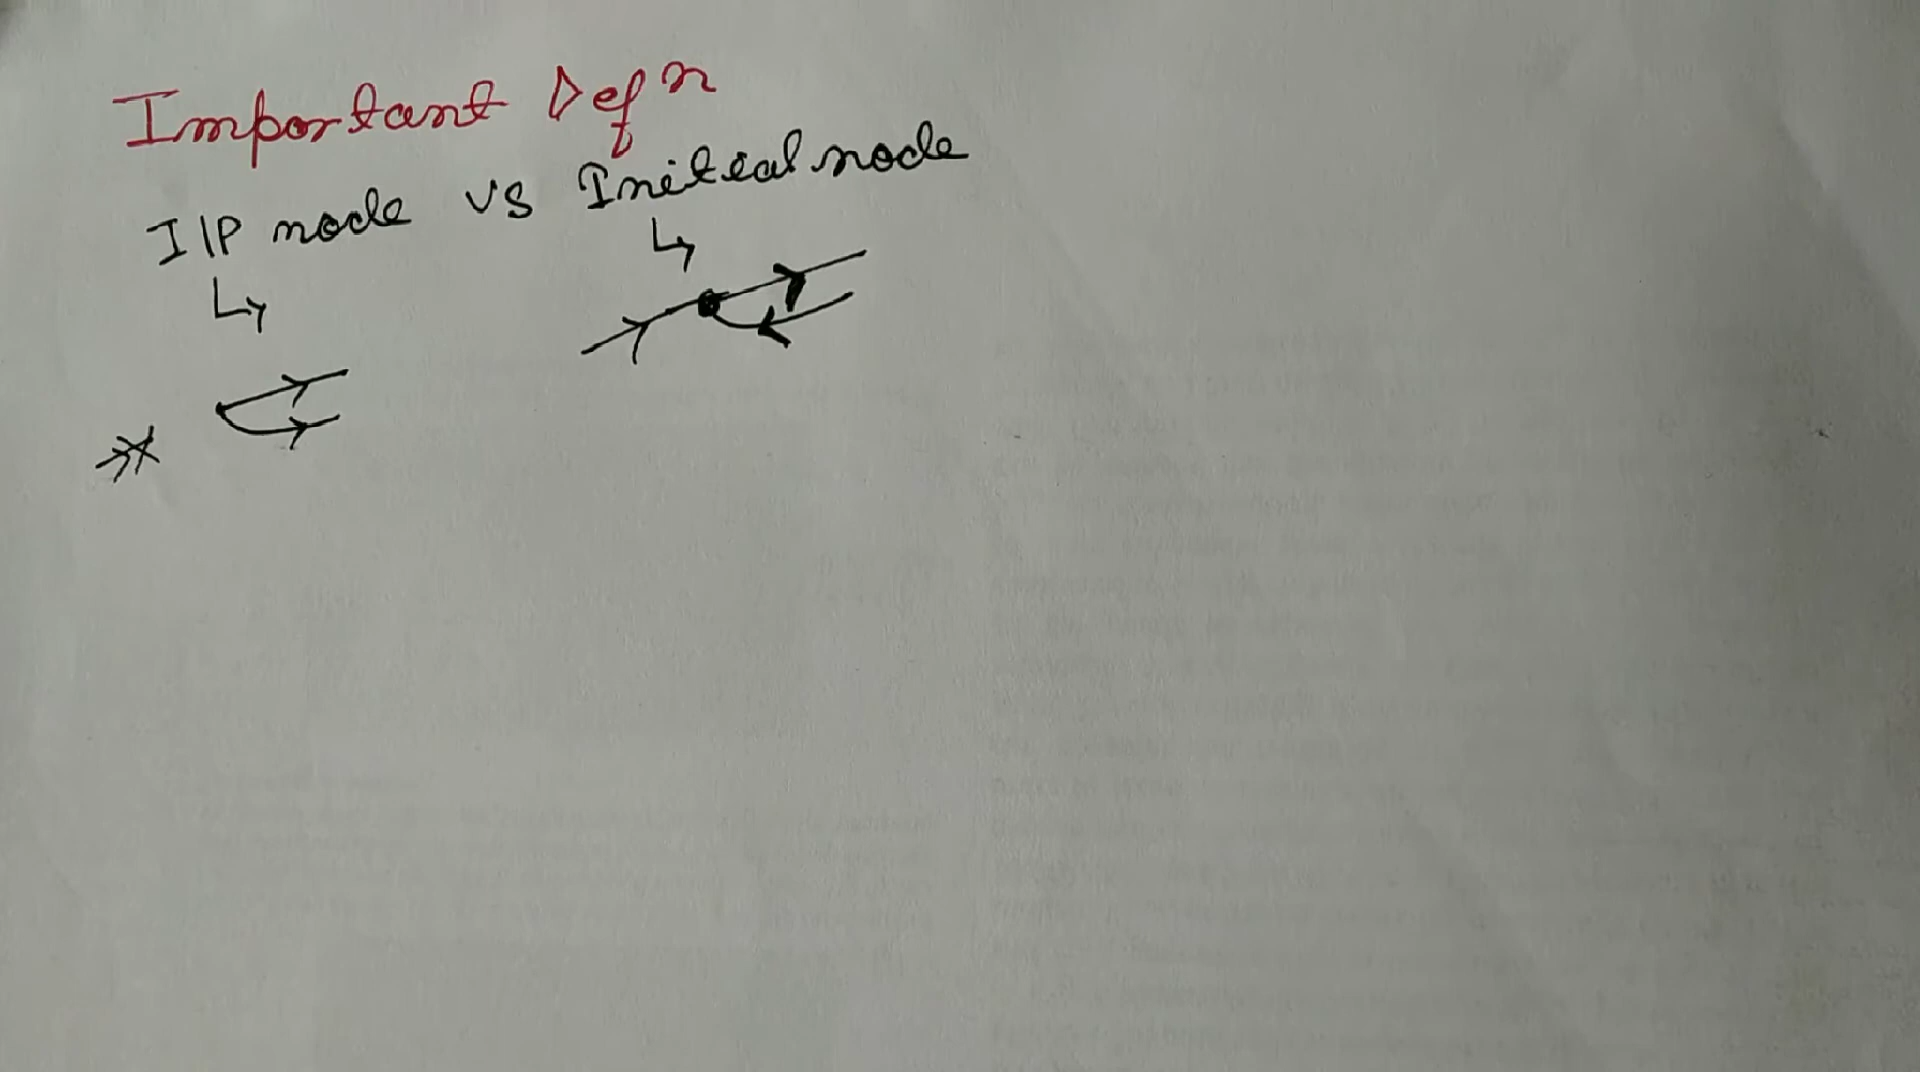 Important Defn
I/P node vs Initial node